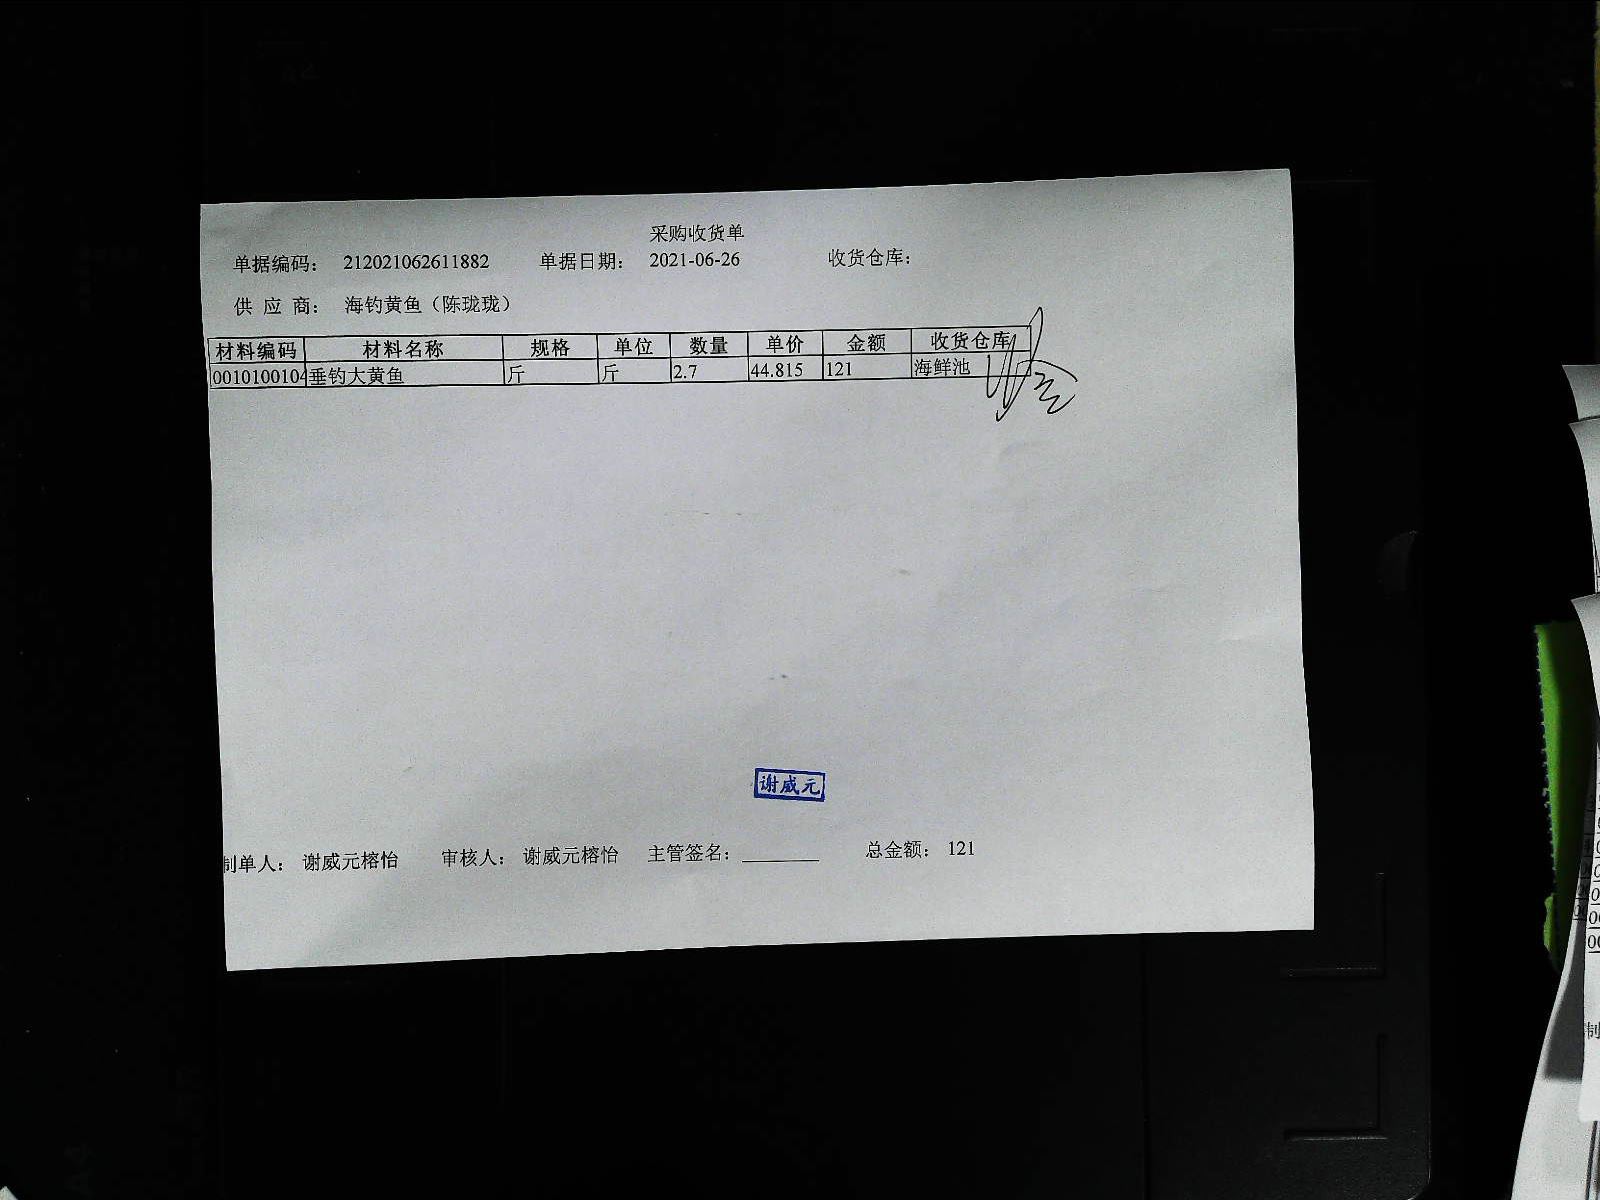 采购收货单
单据编码： 212021062611882 单据日期： 2021-06-26 收货仓库：
供 应 商： 海钓黄鱼（陈珑珑）
材料编码 材料名称 规格 单位 数量 单价 金额 收货仓库
0010100104 垂钓大黄鱼 斤 斤 2.7 44.815 121 海鲜池
谢威元
制单人： 谢威元榕怡 审核人： 谢威元榕怡 主管签名：________ 总金额： 121
制